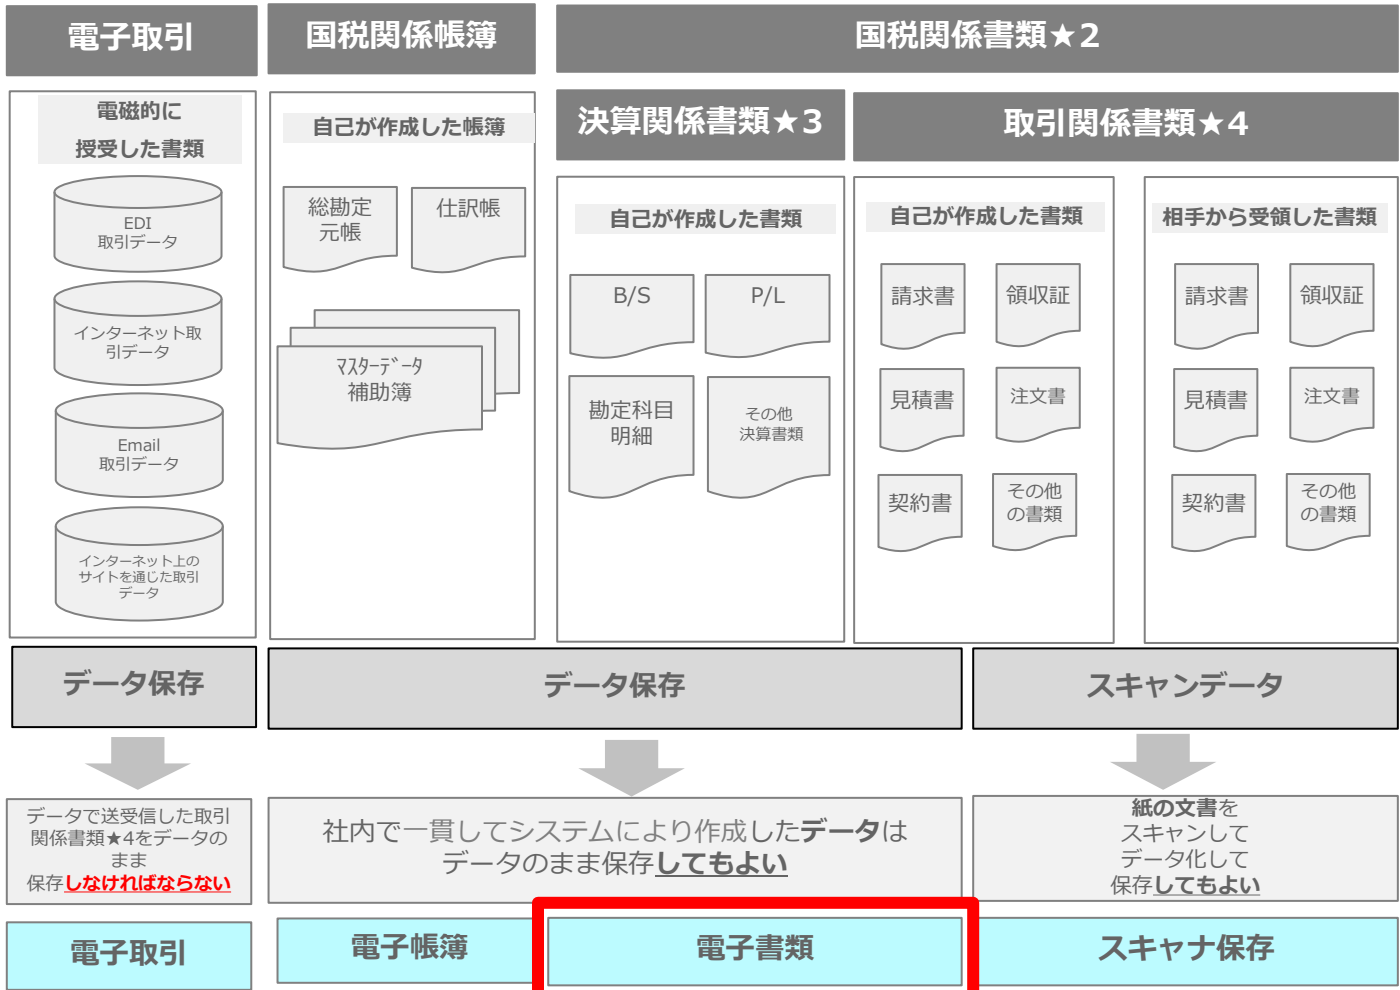 電子取引
国税関係帳簿
国税関係書類★2
決算関係書類★3
取引関係書類★4
電磁的に
授受した書類
EDI
取引データ
インターネット取
引データ
Email
取引データ
インターネット上の
サイトを通じた取引
データ
自己が作成した帳簿
総勘定
元帳
仕訳帳
ﾏｽﾀｰﾃﾞｰﾀ
補助簿
自己が作成した書類
B/S
P/L
勘定科目
明細
その他
決算書類
自己が作成した書類
請求書
領収証
見積書
注文書
契約書
その他
の書類
相手から受領した書類
請求書
領収証
見積書
注文書
契約書
その他
の書類
データ保存
データ保存
スキャンデータ
データで送受信した取引
関係書類★4をデータの
まま
保存しなければならない
社内で一貫してシステムにより作成したデータは
データのまま保存してもよい
紙の文書を
スキャンして
データ化して
保存してもよい
電子取引
電子帳簿
電子書類
スキャナ保存